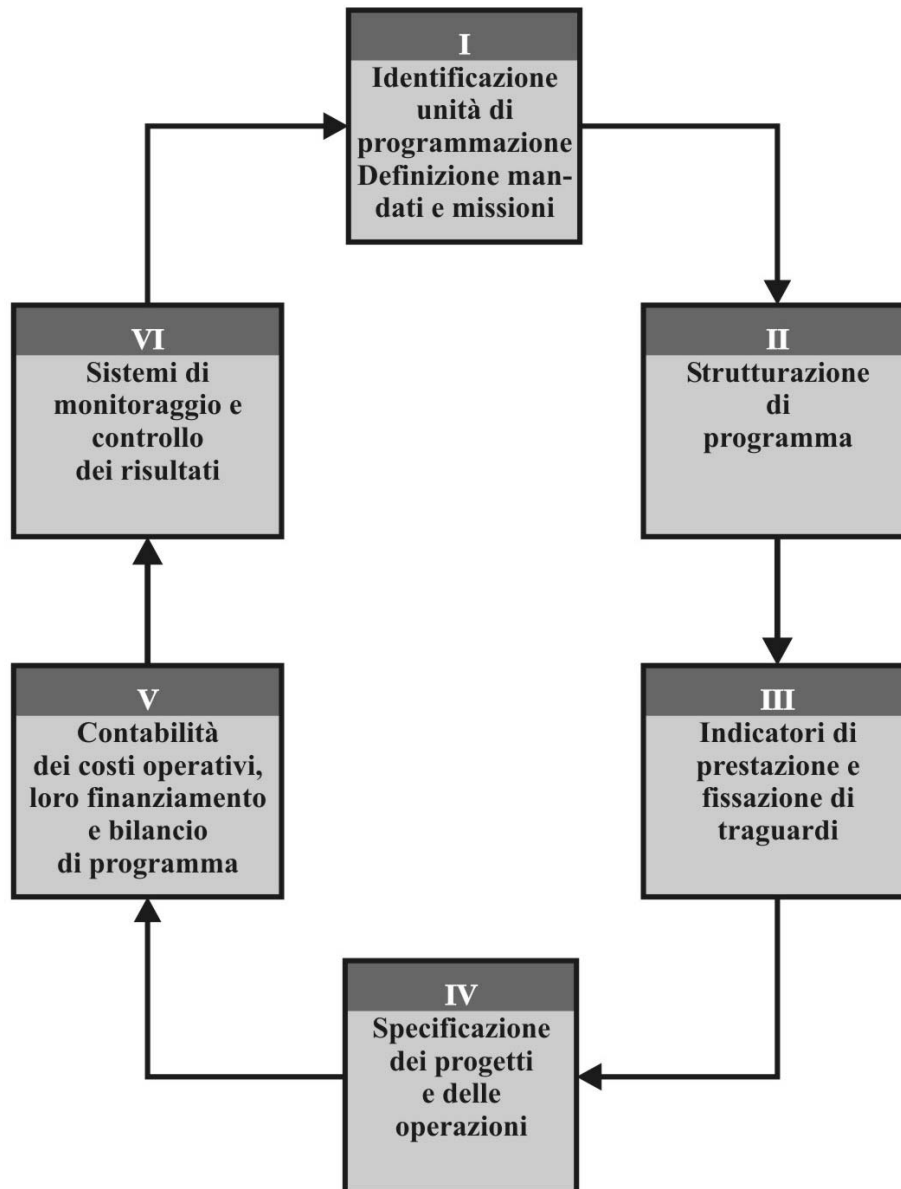 I
Identificazione
unità di
programmazione
Definizione man-
dati e missioni
II
Strutturazione
di
programma
III
Indicatori di
prestazione e
fissazione di
traguardi
IV
Specificazione
dei progetti
e delle
operazioni
V
Contabilità
dei costi operativi,
loro finanziamento
e bilancio
di programma
VI
Sistemi di
monitoraggio e
controllo
dei risultati